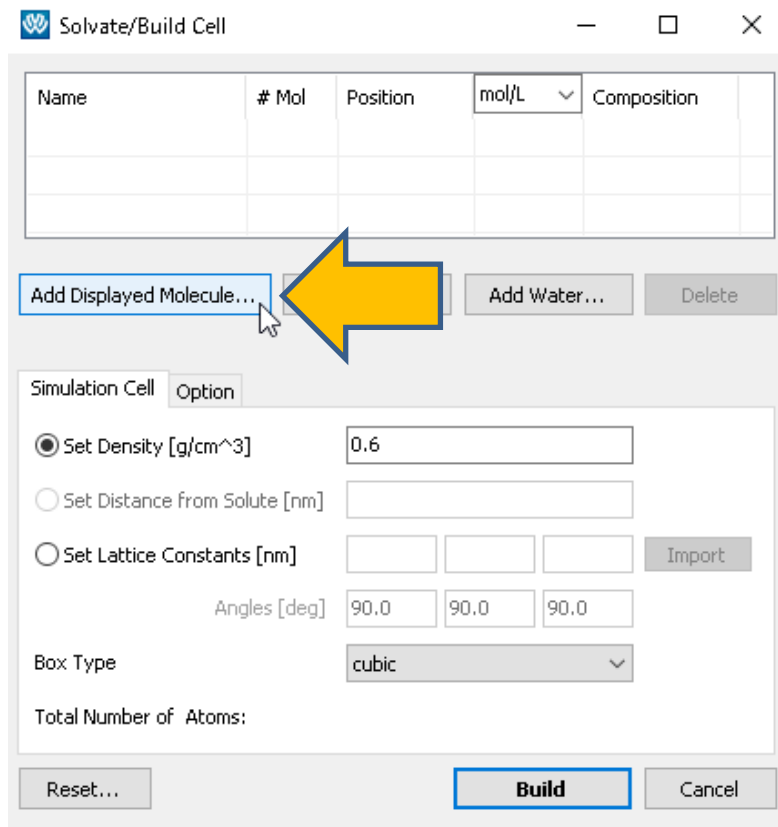 Solvate/Build Cell
Name # Mol Position mol/L Composition
Add Displayed Molecule... Add Water... Delete
Simulation Cell Option
Set Density [g/cm^3] 0.6
Set Distance from Solute [nm]
Set Lattice Constants [nm] Import
Angles [deg] 90.0 90.0 90.0
Box Type cubic
Total Number of Atoms:
Reset... Build Cancel